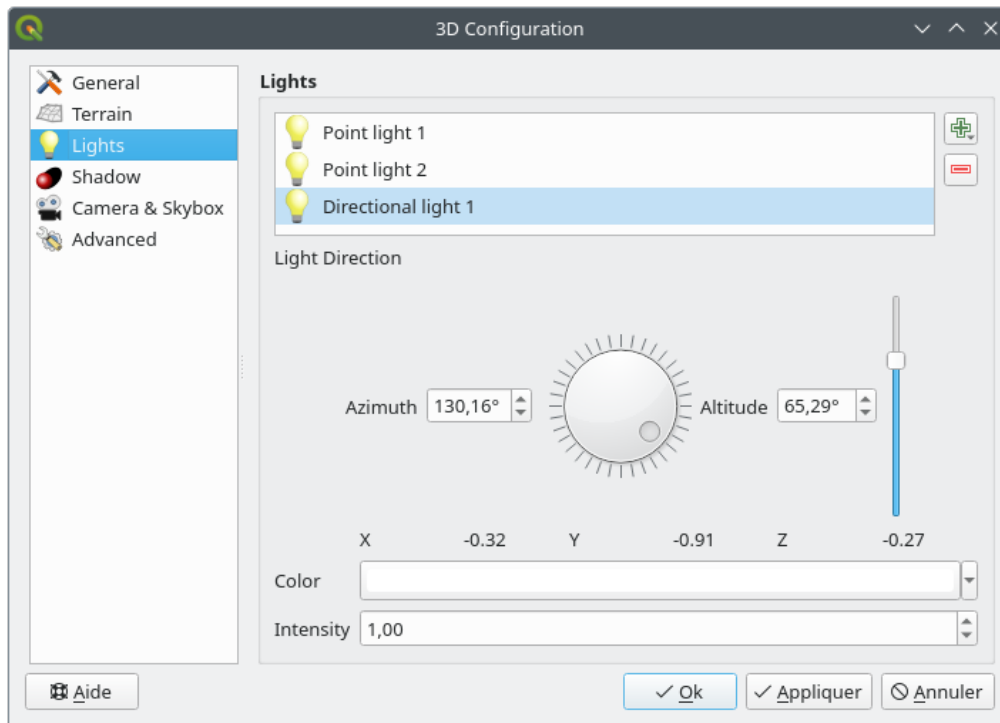 3D Configuration
General
Terrain
Lights
Shadow
Camera & Skybox
Advanced
Lights
Point light 1
Point light 2
Directional light 1
Light Direction
Azimuth 130,16° Altitude 65,29°
X -0.32 Y -0.91 Z -0.27
Color
Intensity 1,00
Aide Ok Appliquer Annuler